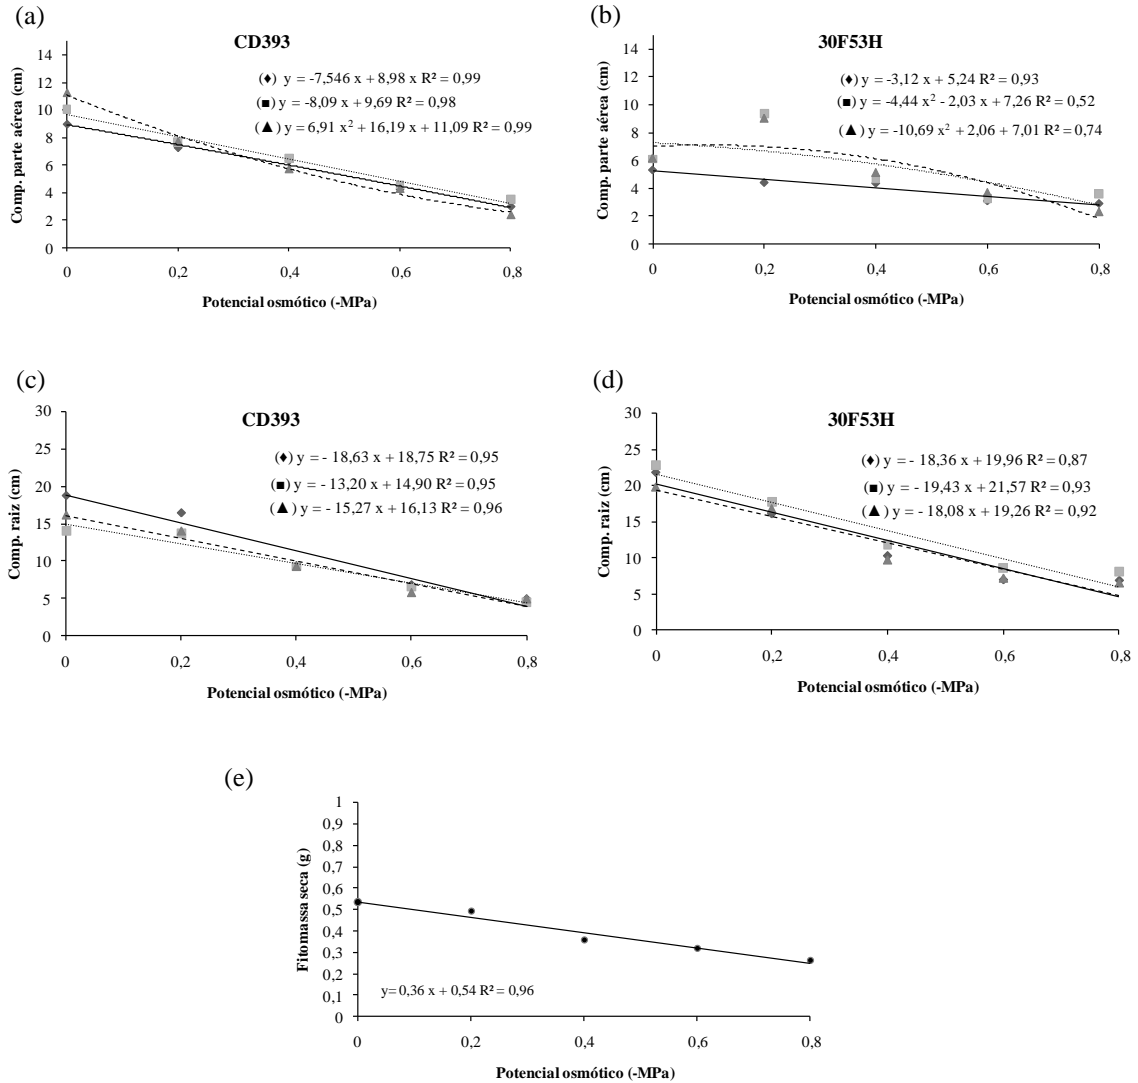 (a)
CD393
(♦) y = -7,546 x + 8,98 x R² = 0,99
(■) y = -8,09 x + 9,69 R² = 0,98
(▲) y = 6,91 x² + 16,19 x + 11,09 R² = 0,99
14
12
10
8
6
4
2
0
Comp. parte aérea (cm)
0 0,2 0,4 0,6 0,8
Potencial osmótico (-MPa)
(b)
30F53H
(♦) y = -3,12 x + 5,24 R² = 0,93
(■) y = -4,44 x² - 2,03 x + 7,26 R² = 0,52
(▲) y = -10,69 x² + 2,06 x + 7,01 R² = 0,74
14
12
10
8
6
4
2
0
Comp. parte aérea (cm)
0 0,2 0,4 0,6 0,8
Potencial osmótico (-MPa)
(c)
CD393
(♦) y = - 18,63 x + 18,75 R² = 0,95
(■) y = - 13,20 x + 14,90 R² = 0,95
(▲) y = - 15,27 x + 16,13 R² = 0,96
30
25
20
15
10
5
0
Comp. raiz (cm)
0 0,2 0,4 0,6 0,8
Potencial osmótico (-MPa)
(d)
30F53H
(♦) y = - 18,36 x + 19,96 R² = 0,87
(■) y = - 19,43 x + 21,57 R² = 0,93
(▲) y = - 18,08 x + 19,26 R² = 0,92
30
25
20
15
10
5
0
Comp. raiz (cm)
0 0,2 0,4 0,6 0,8
Potencial osmótico (-MPa)
(e)
1
0,9
0,8
0,7
0,6
0,5
0,4
0,3
0,2
0,1
0
Fitomassa seca (g)
y= 0,36 x + 0,54 R² = 0,96
0 0,2 0,4 0,6 0,8
Potencial osmótico (-MPa)